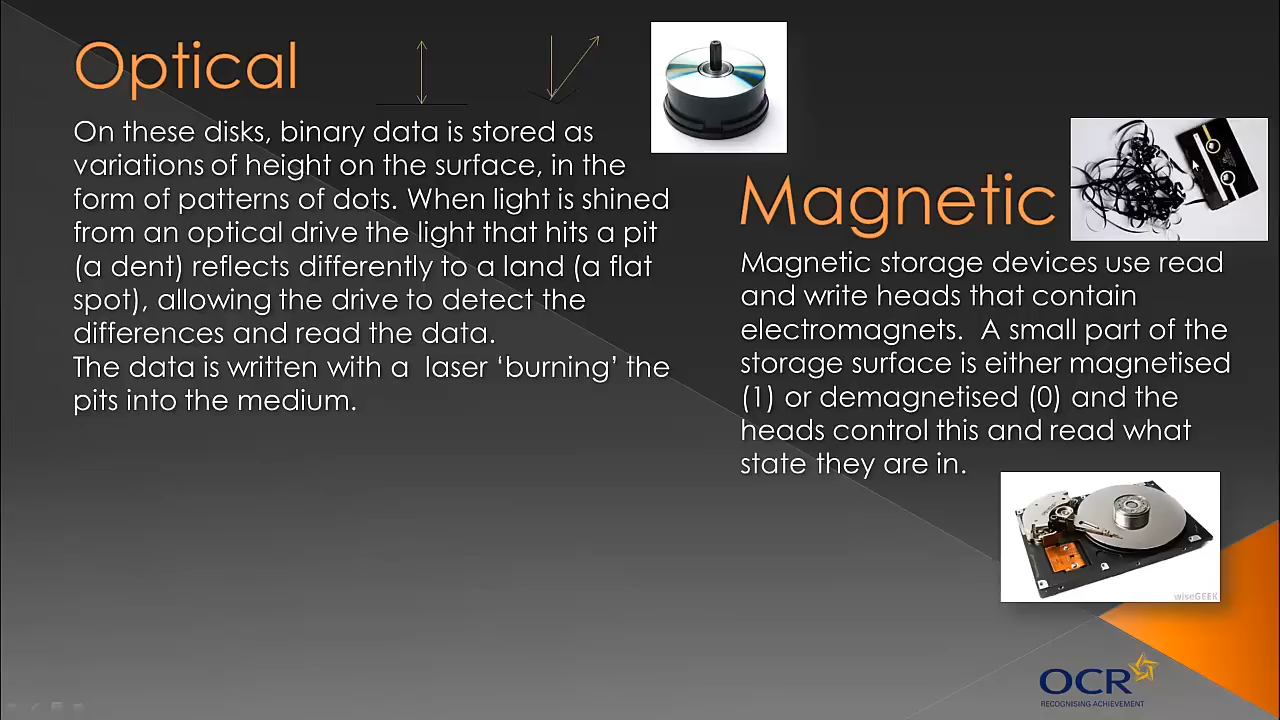 Optical
On these disks, binary data is stored as
variations of height on the surface, in the
form of patterns of dots. When light is shined
from an optical drive the light that hits a pit
(a dent) reflects differently to a land (a flat
spot), allowing the drive to detect the
differences and read the data.
The data is written with a  laser ‘burning’ the
pits into the medium.
Magnetic
Magnetic storage devices use read
and write heads that contain
electromagnets.  A small part of the
storage surface is either magnetised
(1) or demagnetised (0) and the
heads control this and read what
state they are in.
wiseGEEK
OCR
RECOGNISING ACHIEVEMENT